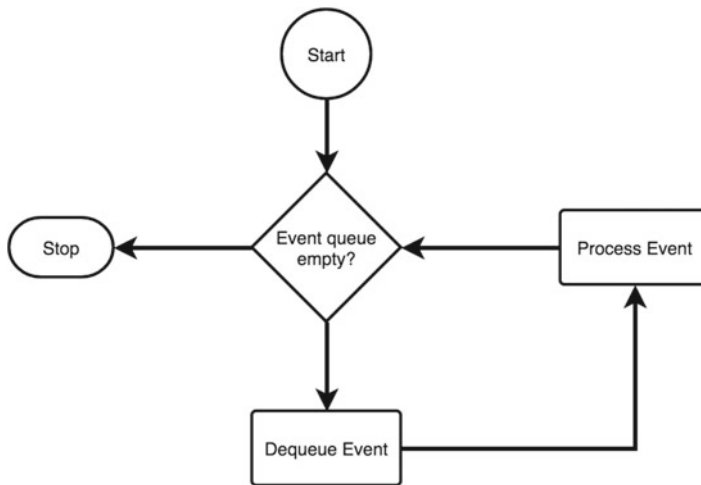 Start
Event queue
empty?
Stop
Process Event
Dequeue Event